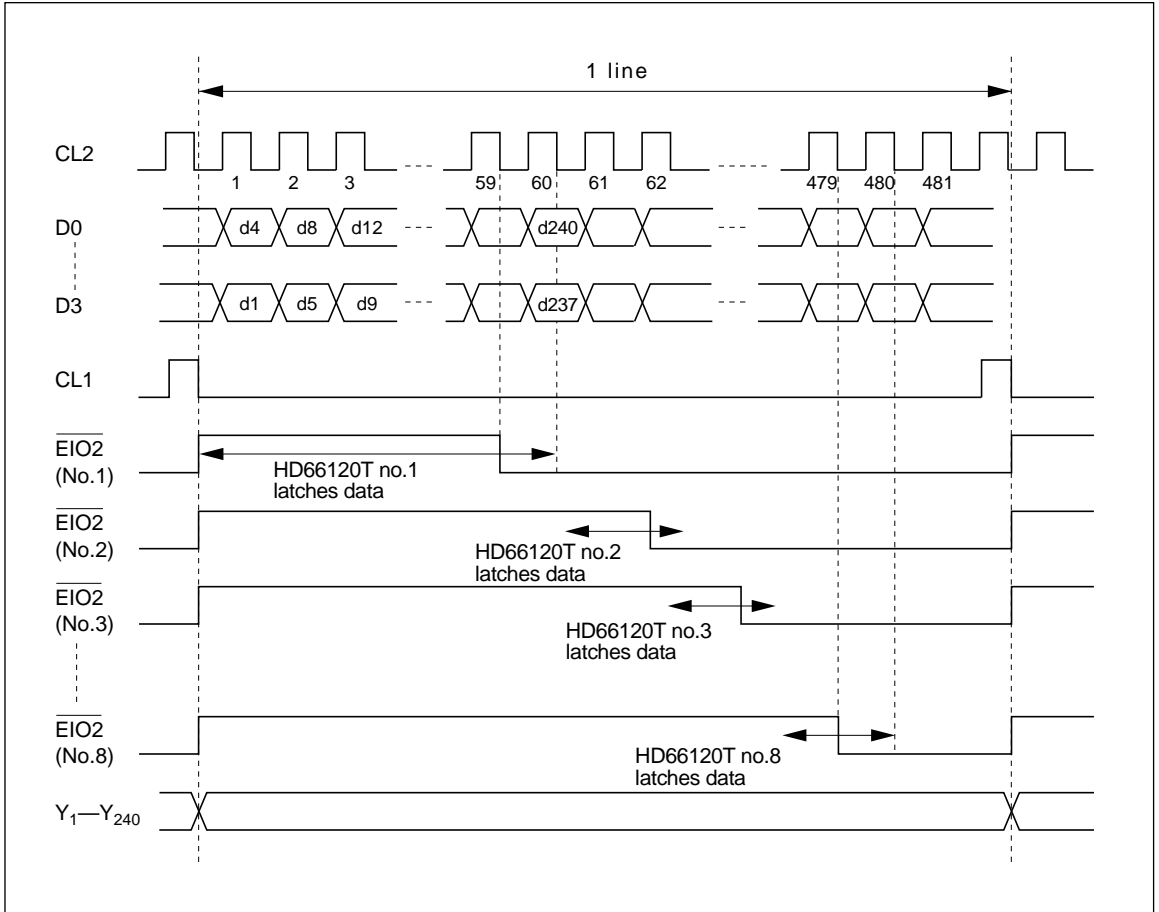 1 line
CL2
1 2 3 59 60 61 62 479 480 481
D0 d4 d8 d12 d240
D3 d1 d5 d9 d237
CL1
EIO2
(No.1)
HD66120T no.1
latches data
EIO2
(No.2)
HD66120T no.2
latches data
EIO2
(No.3)
HD66120T no.3
latches data
EIO2
(No.8)
HD66120T no.8
latches data
Y1—Y240